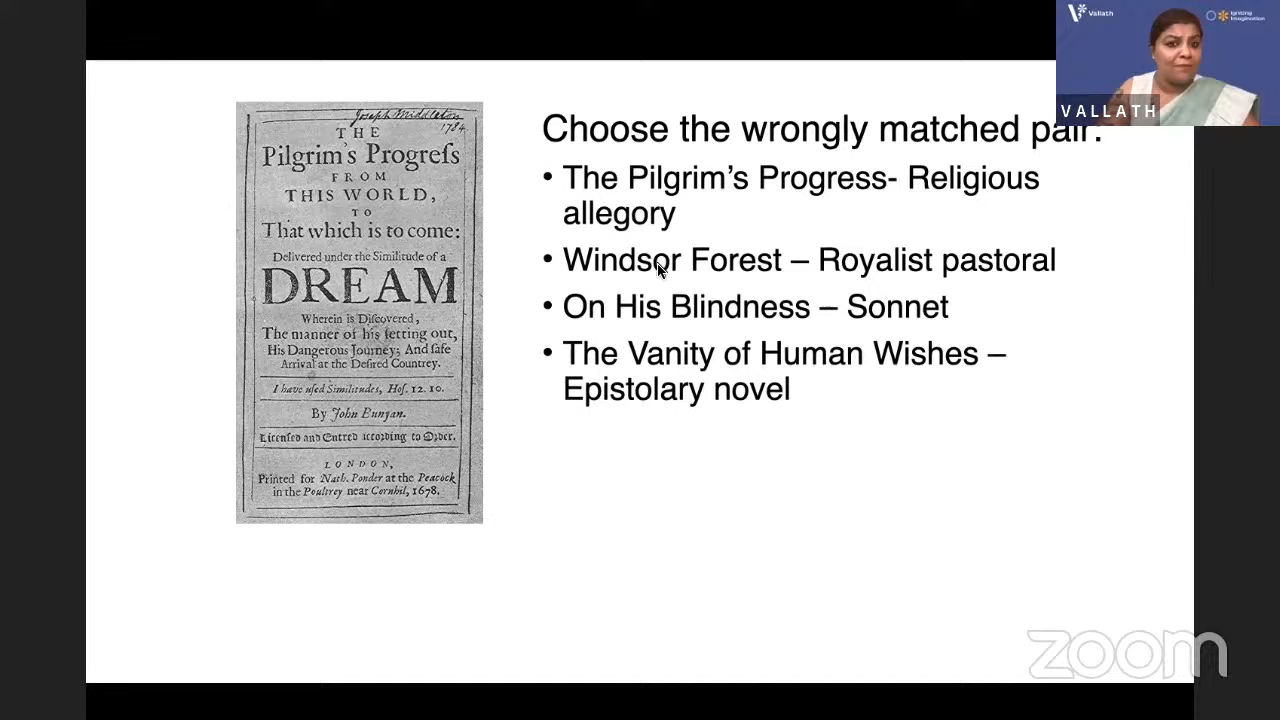 Vallath
Igniting
Imagination
VALLATH
Joseph Middleton
1784
THE
Pilgrim's Progreſs
FROM
THIS WORLD,
TO
That which is to come:
Delivered under the Similitude of a
DREAM
Wherein is Diſcovered,
The manner of his ſetting out,
His Dangerous Journey; And ſafe
Arrival at the Deſired Countrey.
I have uſed Similitudes, Hoſ. 12. 10.
By John Bunyan.
Licenſed and Entred according to Order.
LONDON,
Printed for Nath. Ponder at the Peacock
in the Poultrey near Cornhil, 1678.
Choose the wrongly matched pair:
• The Pilgrim’s Progress- Religious
allegory
• Windsor Forest – Royalist pastoral
• On His Blindness – Sonnet
• The Vanity of Human Wishes –
Epistolary novel
zoom